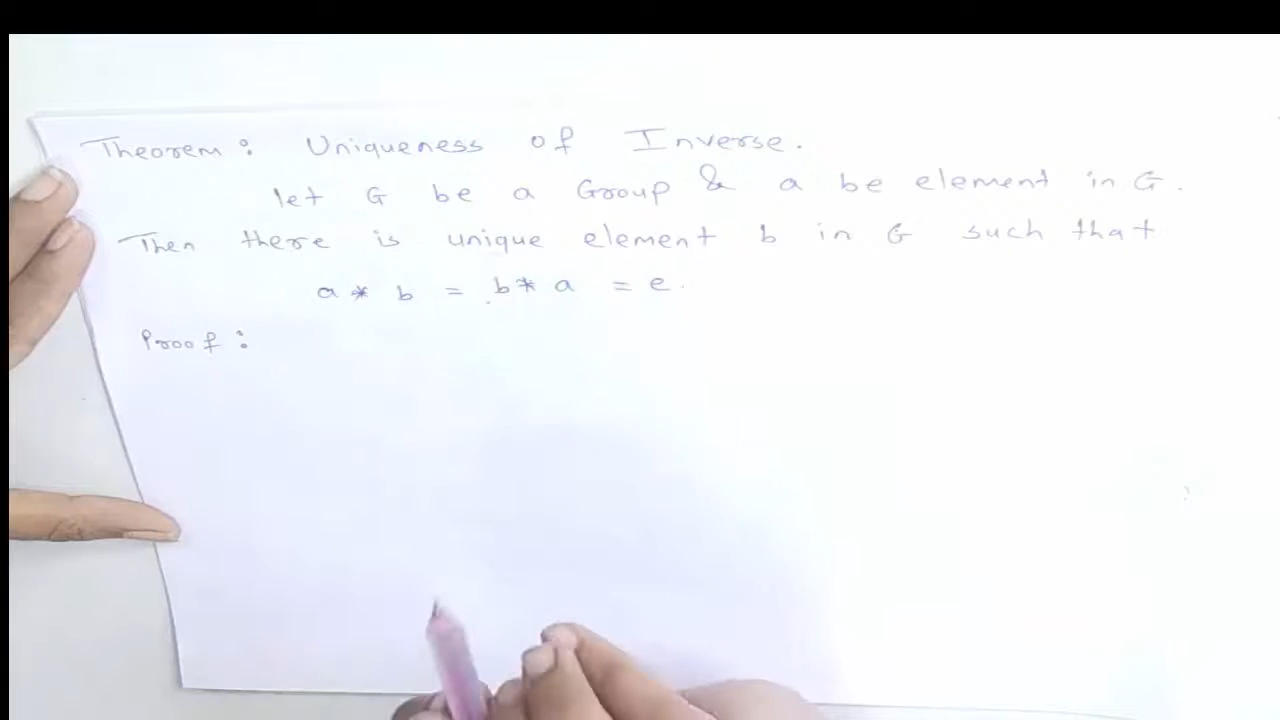 Theorem: Uniqueness of Inverse.
let G be a Group & a be element in G.
Then there is unique element b in G such that
a * b = b * a = e.
Proof: